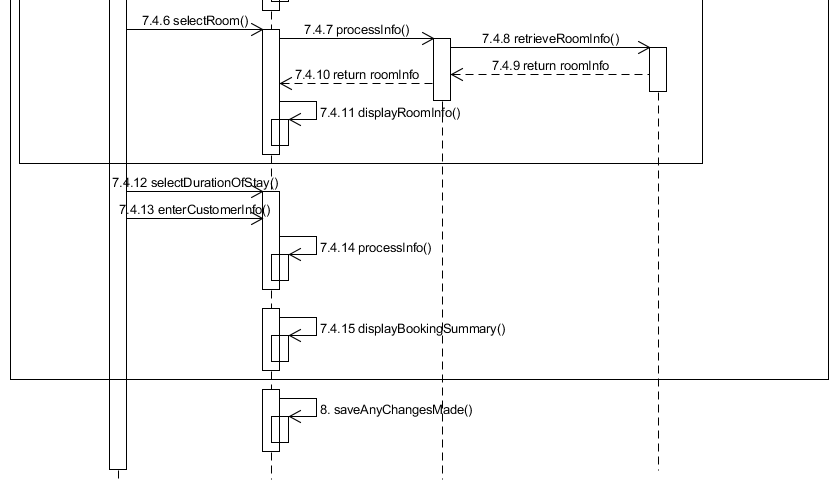 7.4.6 selectRoom()
7.4.7 processInfo()
7.4.8 retrieveRoomInfo()
7.4.9 return roomInfo
7.4.10 return roomInfo
7.4.11 displayRoomInfo()
7.4.12 selectDurationOfStay()
7.4.13 enterCustomerInfo()
7.4.14 processInfo()
7.4.15 displayBookingSummary()
8. saveAnyChangesMade()